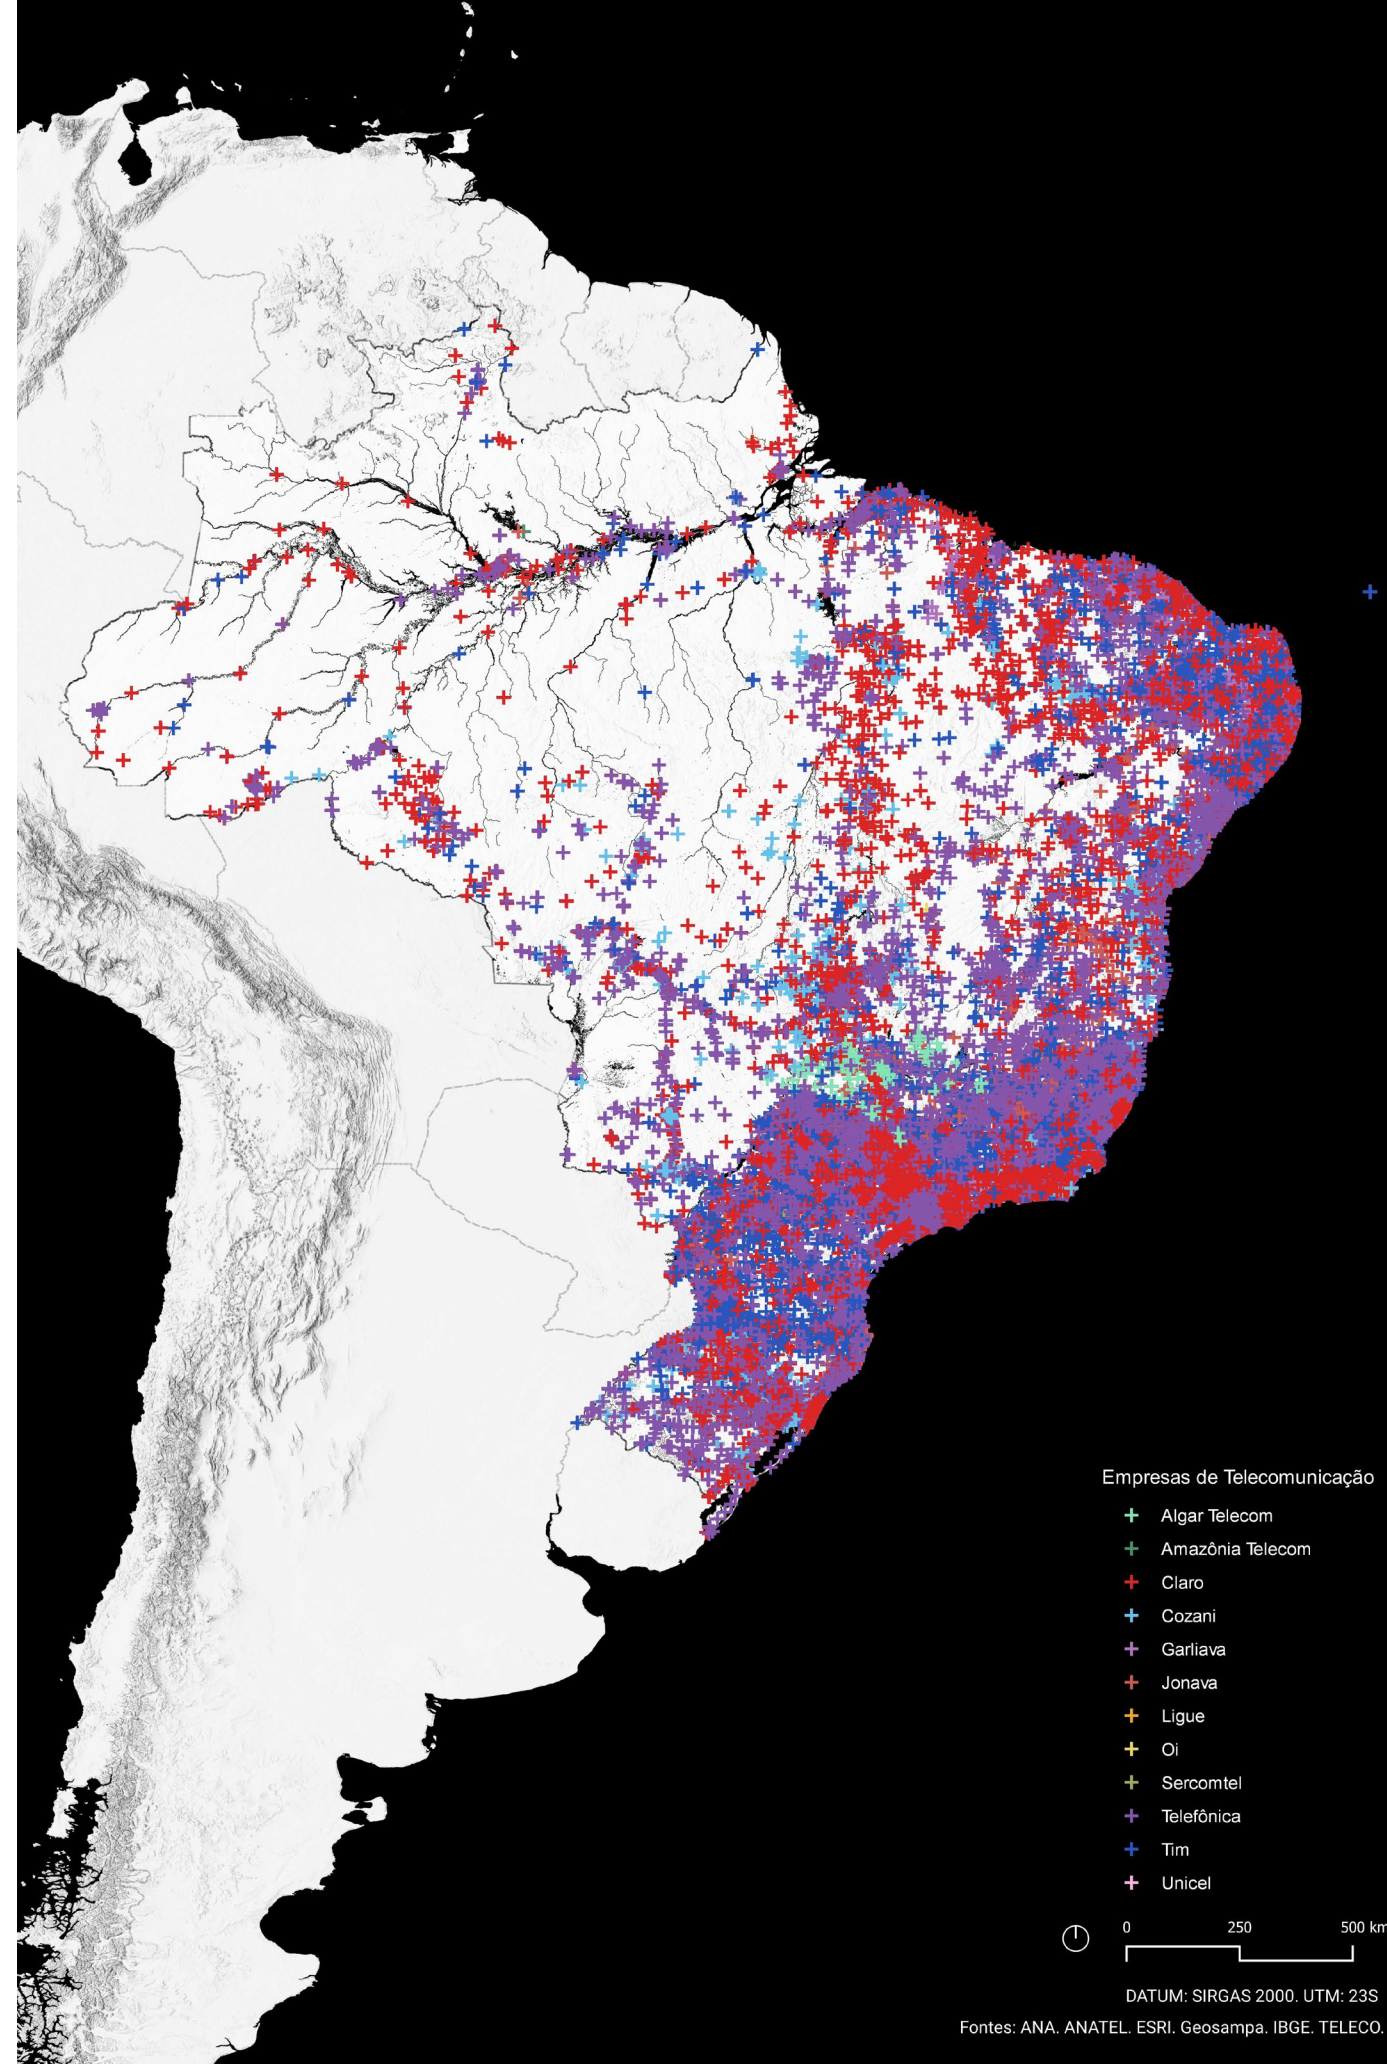 Empresas de Telecomunicação
Algar Telecom
Amazônia Telecom
Claro
Cozani
Garliava
Jonava
Ligue
Oi
Sercomtel
Telefônica
Tim
Unicel
0 250 500 km
DATUM: SIRGAS 2000. UTM: 23S
Fontes: ANA. ANATEL. ESRI. Geosampa. IBGE. TELECO.